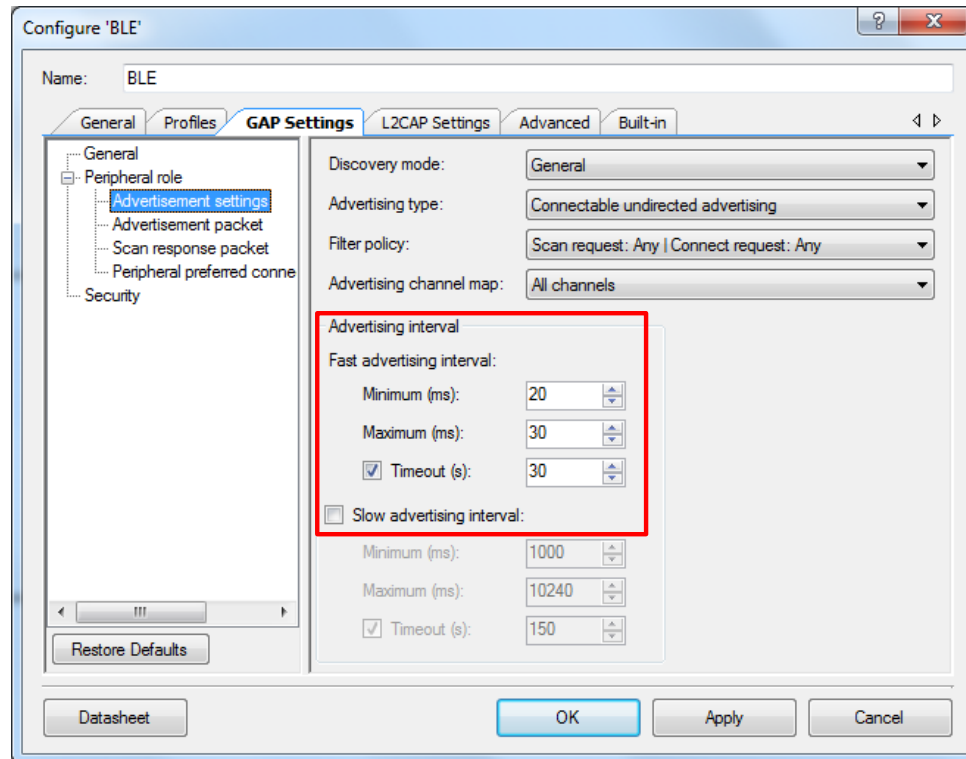 Configure 'BLE'
Name: BLE
General Profiles GAP Settings L2CAP Settings Advanced Built-in
General
Peripheral role
Advertisement settings
Advertisement packet
Scan response packet
Peripheral preferred conne
Security
Restore Defaults
Discovery mode: General
Advertising type: Connectable undirected advertising
Filter policy: Scan request: Any | Connect request: Any
Advertising channel map: All channels
Advertising interval
Fast advertising interval:
Minimum (ms): 20
Maximum (ms): 30
Timeout (s): 30
Slow advertising interval:
Minimum (ms): 1000
Maximum (ms): 10240
Timeout (s): 150
Datasheet OK Apply Cancel